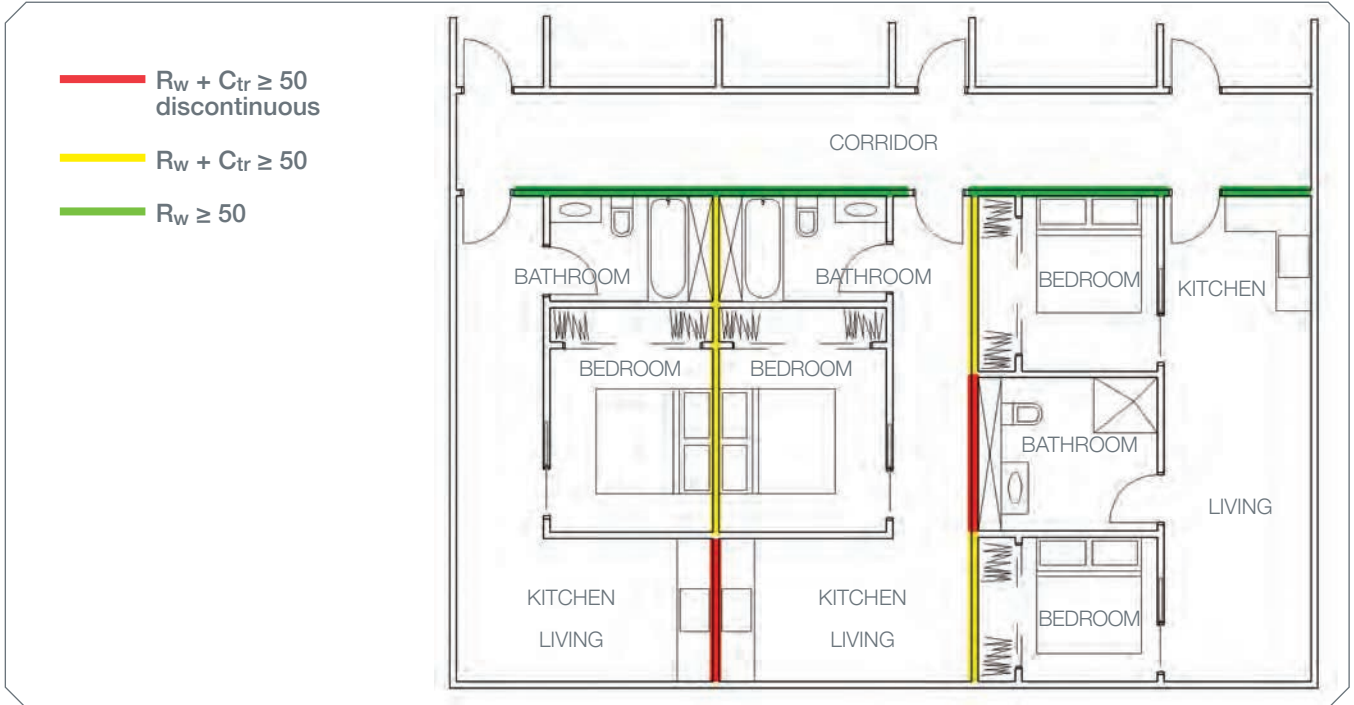 Rw + Ctr ≥ 50
discontinuous
Rw + Ctr ≥ 50
Rw ≥ 50
CORRIDOR
BATHROOM
BATHROOM
BEDROOM
KITCHEN
BEDROOM
BEDROOM
BATHROOM
LIVING
KITCHEN
LIVING
KITCHEN
LIVING
BEDROOM